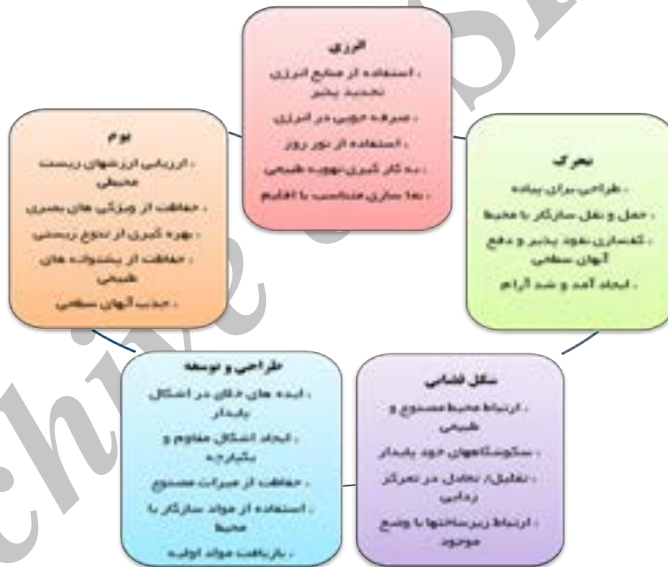 انرژی
، استفاده از منابع انرژی
تجدید پذیر
، صرفه جویی در انرژی
، استفاده از نور روز
، به کار گیری تهویه طبیعی
، نما سازی متناسب با اقلیم
تحرک
، طراحی برای پیاده
، حمل و نقل سازگار با محیط
، کفسازی نفوذ پذیر و دفع
آبهای سطحی
، ایجاد آمد و شد آرام
شکل فضایی
، ارتباط محیط مصنوع و
طبیعی
، سکونتگاههای خود پایدار
، تقلیل/ تعادل در تمرکز
زدایی
، ارتباط زیرساختها با وضع
موجود
طراحی و توسعه
، ایده های خلاق در اشکال
پایدار
، ایجاد اشکال مقاوم و
یکپارچه
، حفاظت از میراث مصنوع
، استفاده از مواد سازگار با
محیط
، بازیافت مواد اولیه
بوم
، ارزیابی ارزشهای زیست
محیطی
، حفاظت از ویژگی های بصری
، بهره گیری از تنوع زیستی
، حفاظت از پشتوانه های
طبیعی
، جذب آبهای سطحی